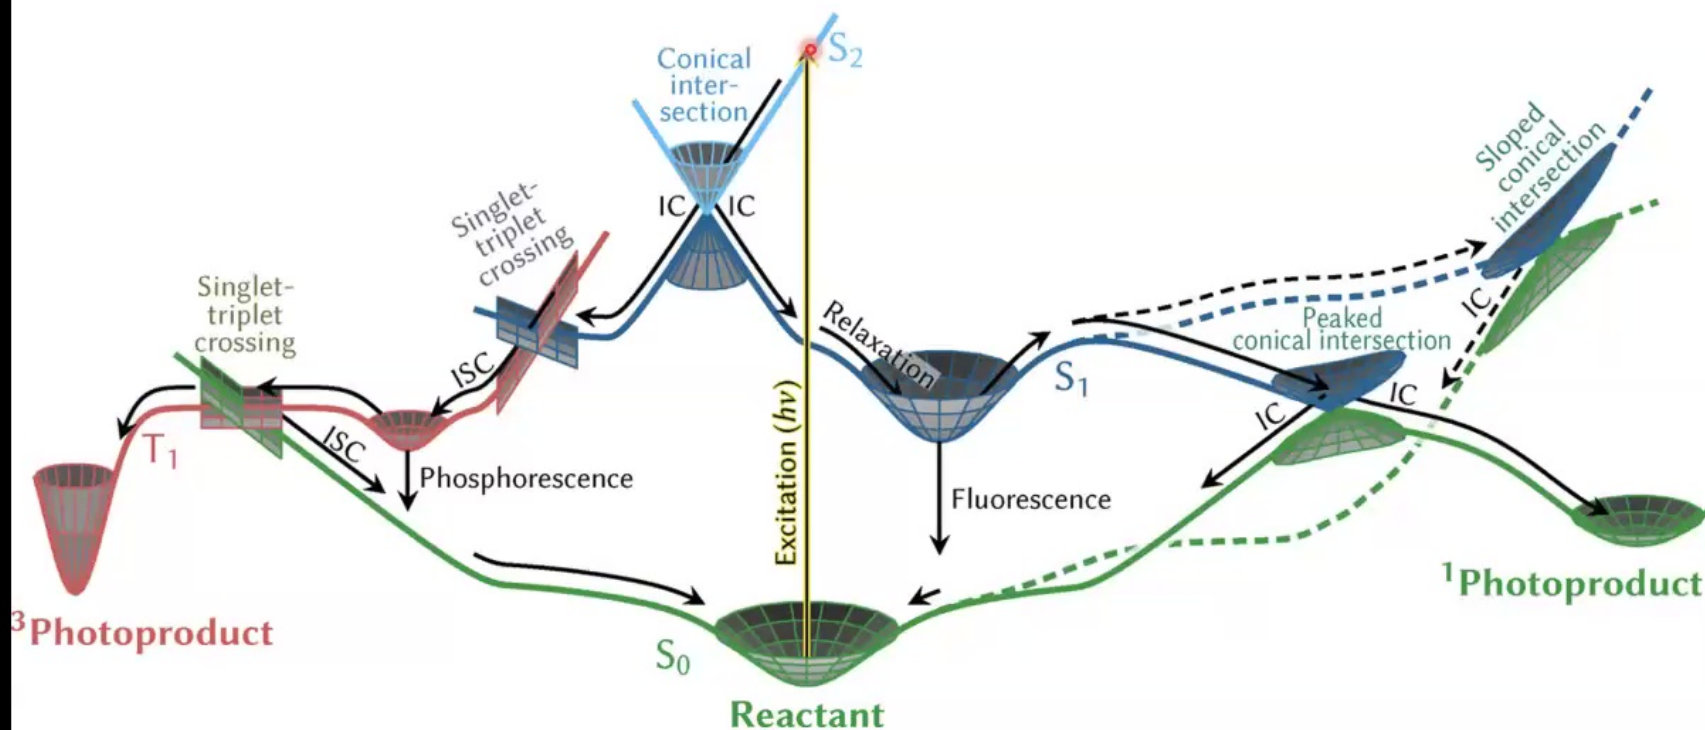 S₂
Conical
inter-
section
IC
IC
Singlet-
triplet
crossing
Singlet-
triplet
crossing
ISC
ISC
T₁
Phosphorescence
³Photoproduct
Excitation (hν)
Relaxation
S₁
Fluorescence
Sloped
conical
intersection
IC
Peaked
conical intersection
IC
IC
¹Photoproduct
S₀
Reactant